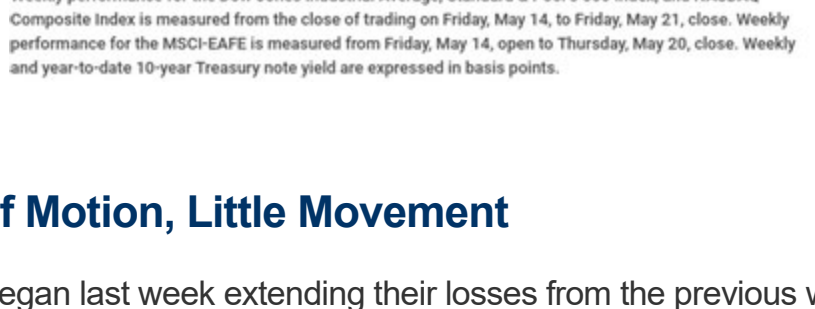 Composite Index is measured from the close of trading on Friday, May 14, to Friday, May 21, close. Weekly
performance for the MSCI-EAFE is measured from Friday, May 14, open to Thursday, May 20, close. Weekly
and year-to-date 10-year Treasury note yield are expressed in basis points.
f Motion, Little Movement
egan last week extending their losses from the previous